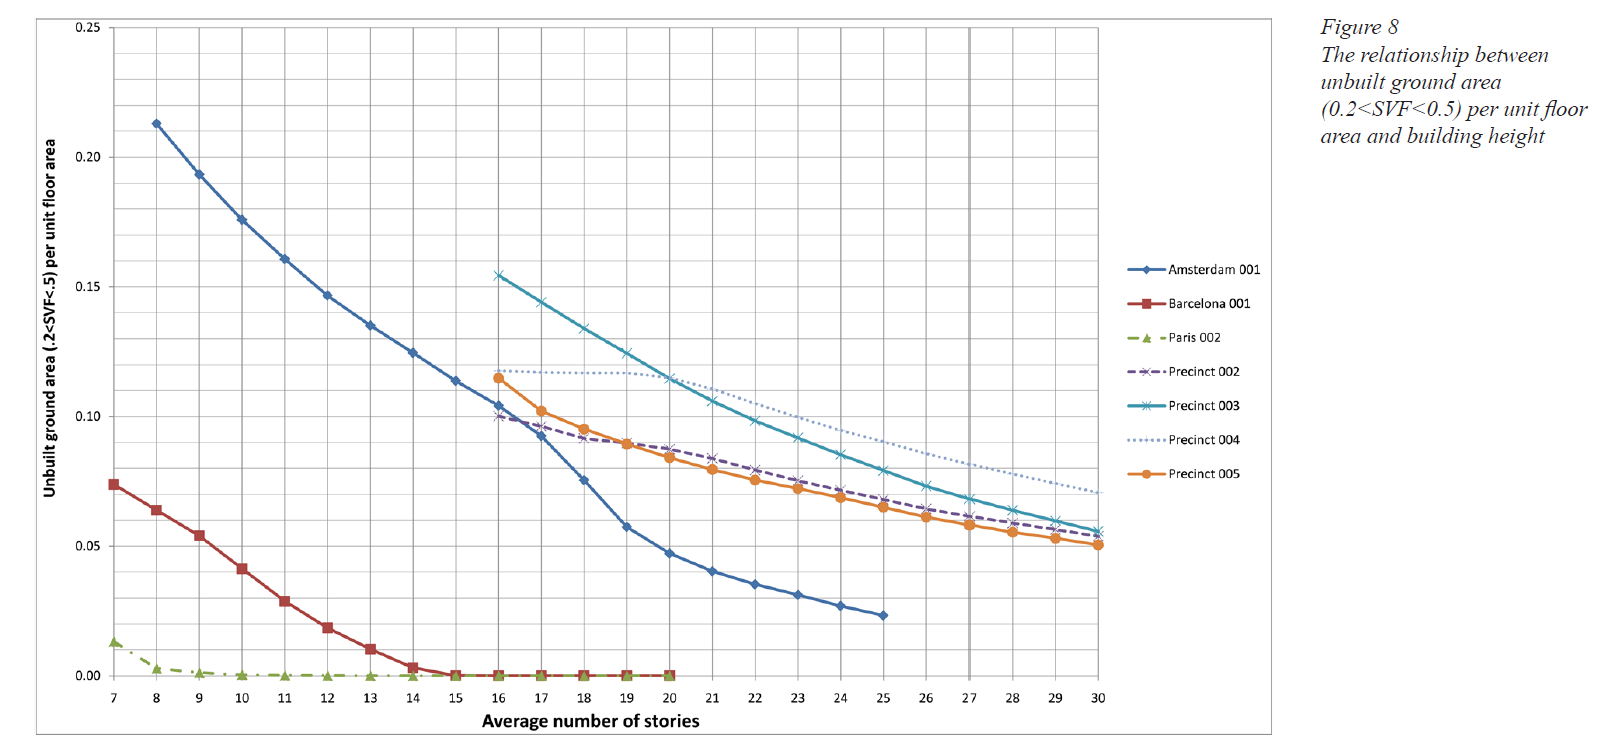 0.25
0.20
0.15
0.10
0.05
0.00
Unbuilt ground area (.2<SVF<.5) per unit floor area
7 8 9 10 11 12 13 14 15 16 17 18 19 20 21 22 23 24 25 26 27 28 29 30
Average number of stories
Amsterdam 001
Barcelona 001
Paris 002
Precinct 002
Precinct 003
Precinct 004
Precinct 005
Figure 8
The relationship between
unbuilt ground area
(0.2<SVF<0.5) per unit floor
area and building height